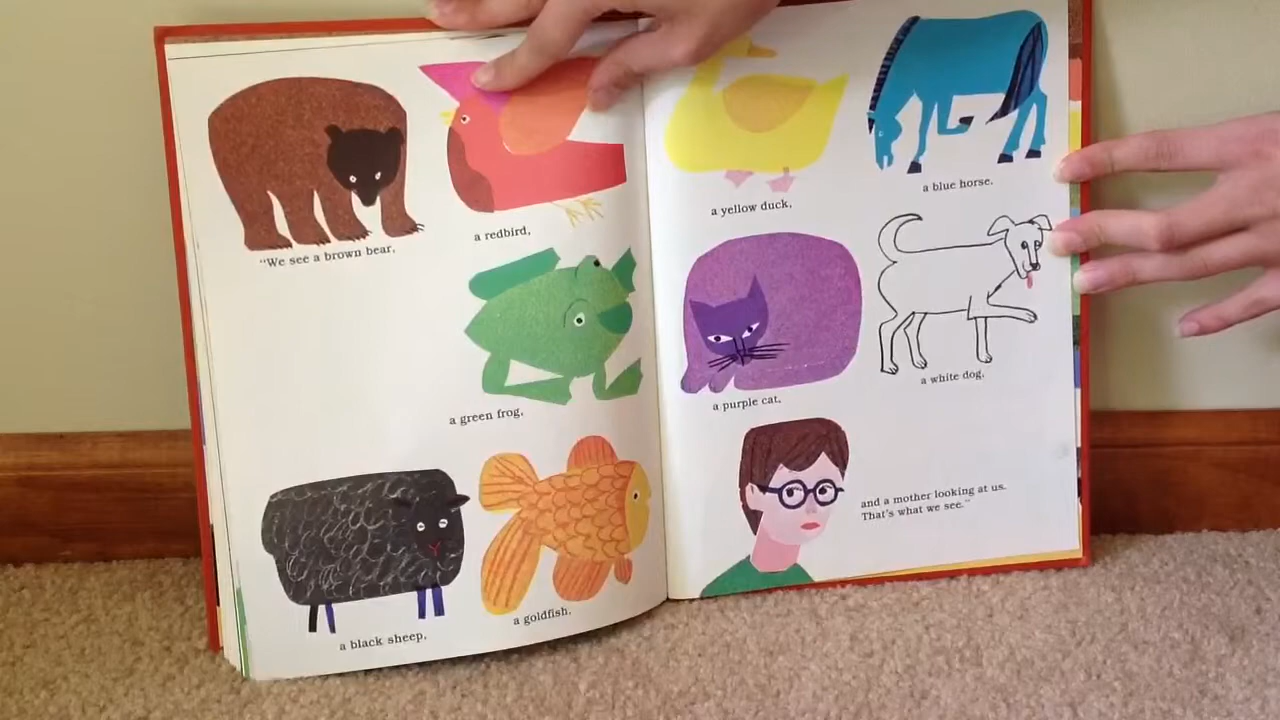 "We see a brown bear,
a redbird,
a yellow duck,
a blue horse,
a green frog,
a purple cat,
a white dog,
a black sheep,
a goldfish,
and a mother looking at us.
That's what we see."